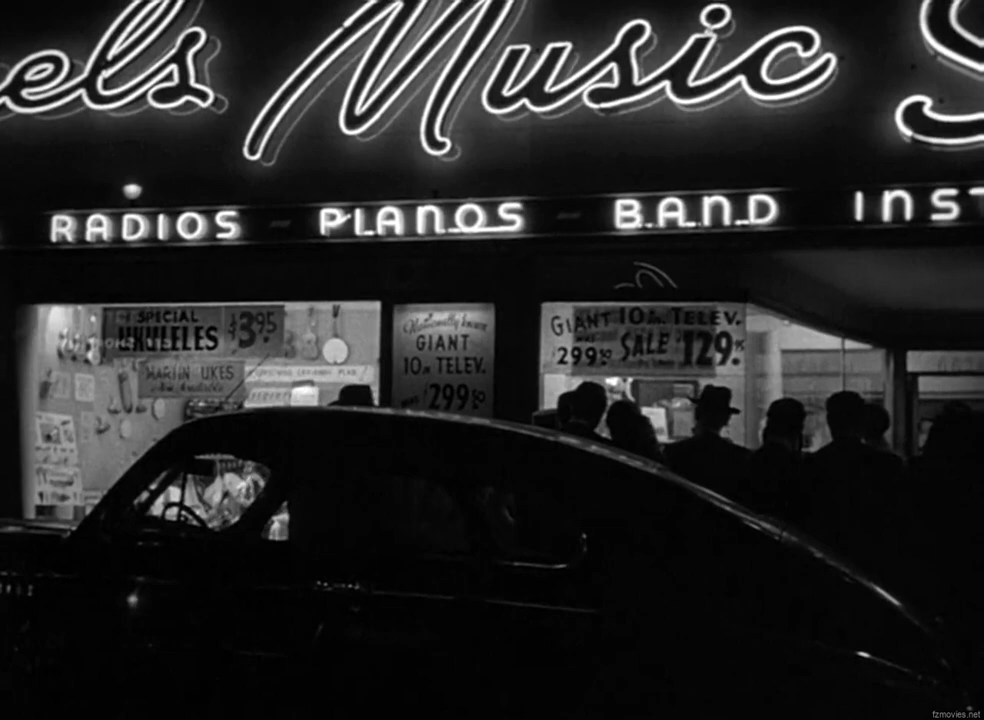 els Music S
RADIOS - PIANOS - BAND INST
SPECIAL
UKULELES $3.95
MARTIN UKES
Nationally known
GIANT
10 in. TELEV.
$299.50
GIANT 10 in. TELEV.
299.50 SALE $129.
fzmovies.net